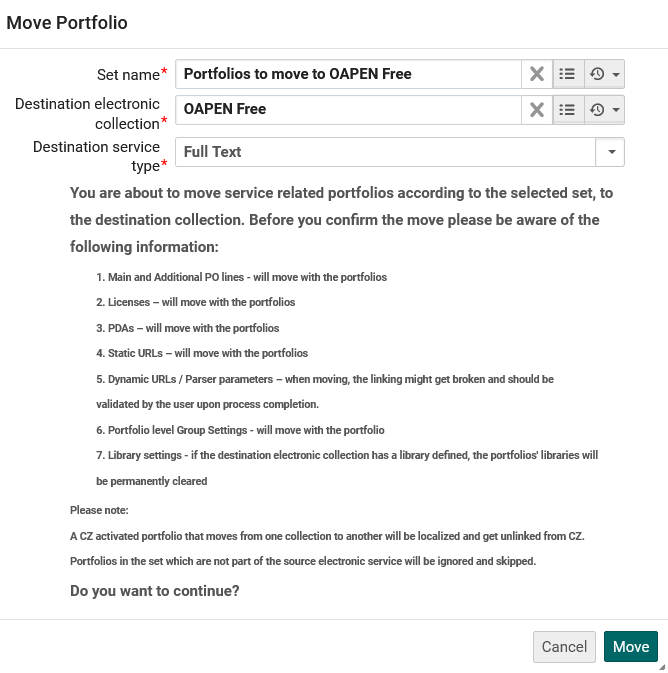 Move Portfolio
Set name* Portfolios to move to OAPEN Free
Destination electronic
collection* OAPEN Free
Destination service
type* Full Text
You are about to move service related portfolios according to the selected set, to
the destination collection. Before you confirm the move please be aware of the
following information:
1. Main and Additional PO lines - will move with the portfolios
2. Licenses – will move with the portfolios
3. PDAs – will move with the portfolios
4. Static URLs – will move with the portfolios
5. Dynamic URLs / Parser parameters – when moving, the linking might get broken and should be
validated by the user upon process completion.
6. Portfolio level Group Settings - will move with the portfolio
7. Library settings - if the destination electronic collection has a library defined, the portfolios' libraries will
be permanently cleared
Please note:
A CZ activated portfolio that moves from one collection to another will be localized and get unlinked from CZ.
Portfolios in the set which are not part of the source electronic service will be ignored and skipped.
Do you want to continue?
Cancel Move